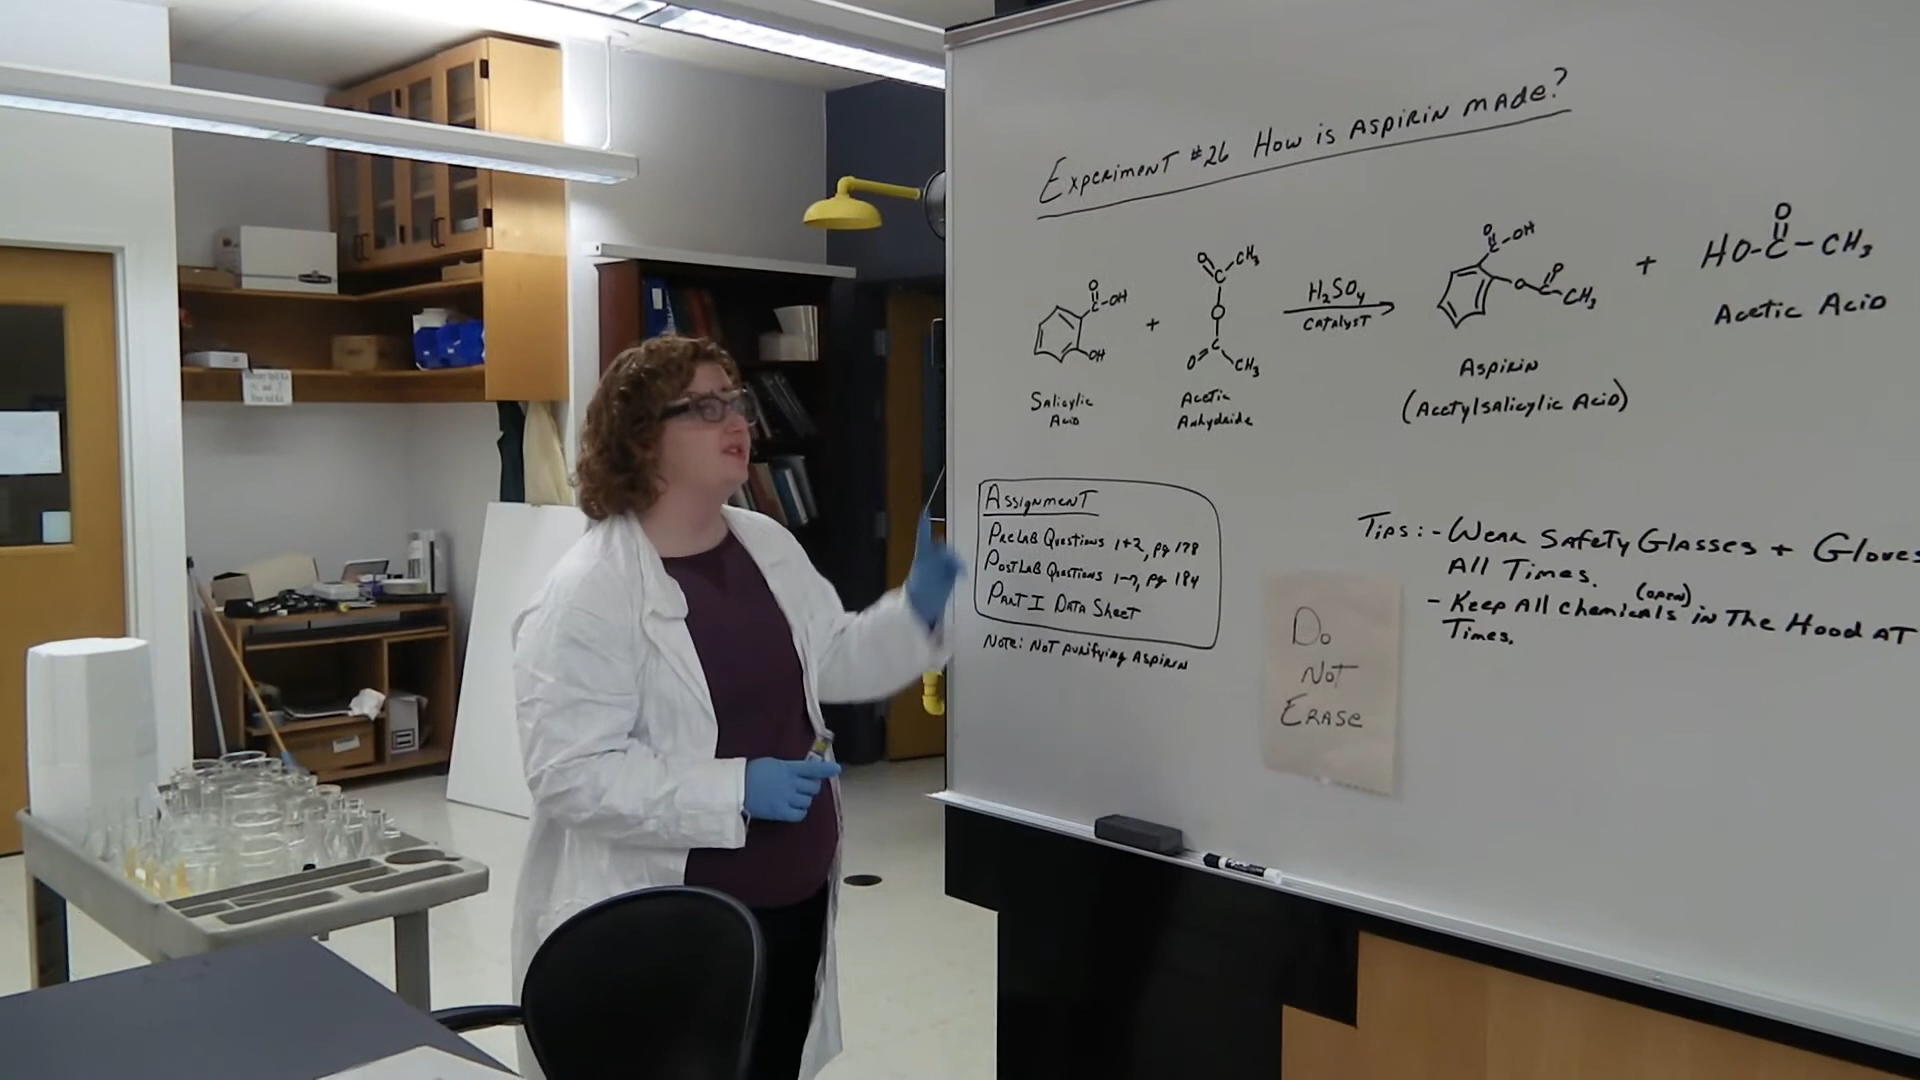 Experiment #26 How is Aspirin Made?
O
C-OH
OH
Salicylic
Acid
+
O
C-CH3
O
C
O
CH3
Acetic
Anhydride
H2SO4
Catalyst
O
C-OH
O
O
C
CH3
Aspirin
(Acetylsalicylic Acid)
+
O
HO-C-CH3
Acetic Acid
Assignment
PreLab Questions 1+2, pg 178
PostLab Questions 1-7, pg 184
Part I Data Sheet
Note: Not purifying Aspirin
Tips: - Wear Safety Glasses + Gloves
All Times.
- Keep All chemicals (open) in The Hood AT
Times.
Do
Not
Erase